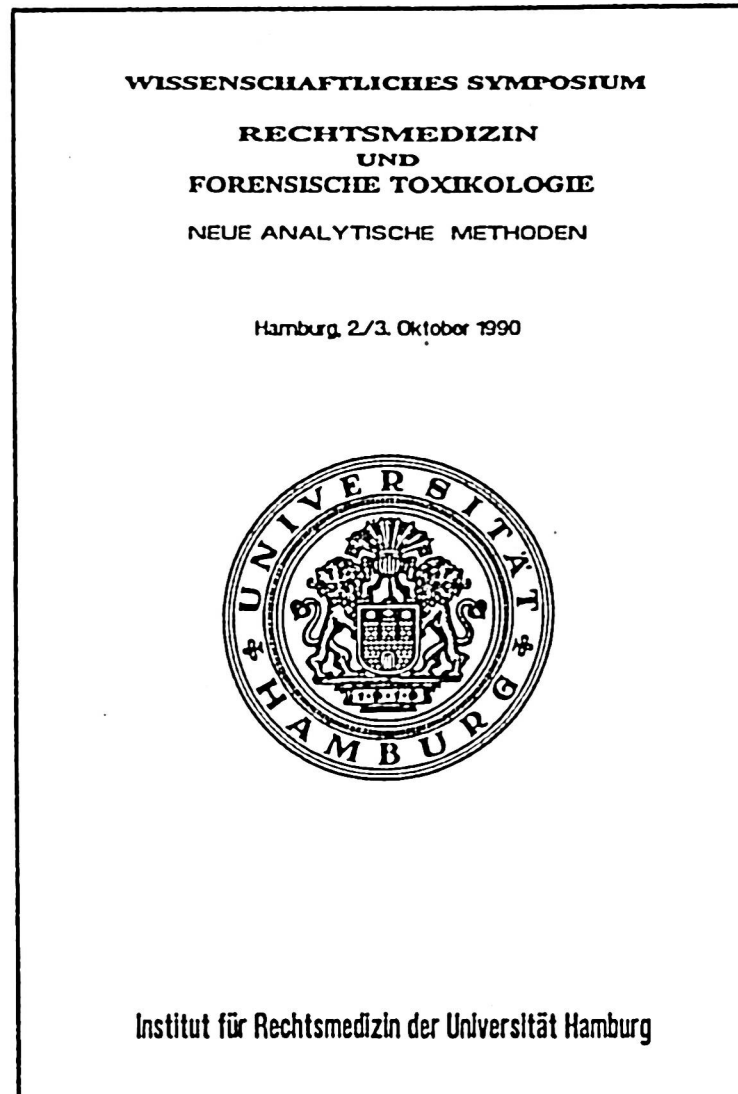 WISSENSCHAFTLICHES SYMPOSIUM
RECHTSMEDIZIN
UND
FORENSISCHE TOXIKOLOGIE
NEUE ANALYTISCHE METHODEN
Hamburg, 2./3. Oktober 1990
UNIVERSITÄT
HAMBURG
Institut für Rechtsmedizin der Universität Hamburg